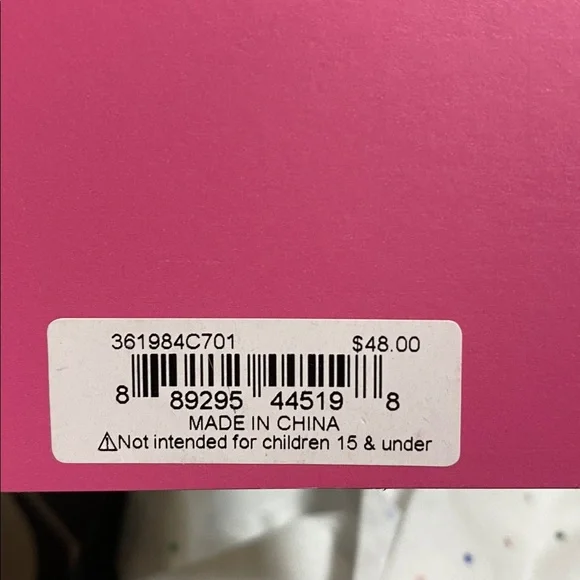 361984C701 $48.00
8 89295 44519 8
MADE IN CHINA
⚠Not intended for children 15 & under